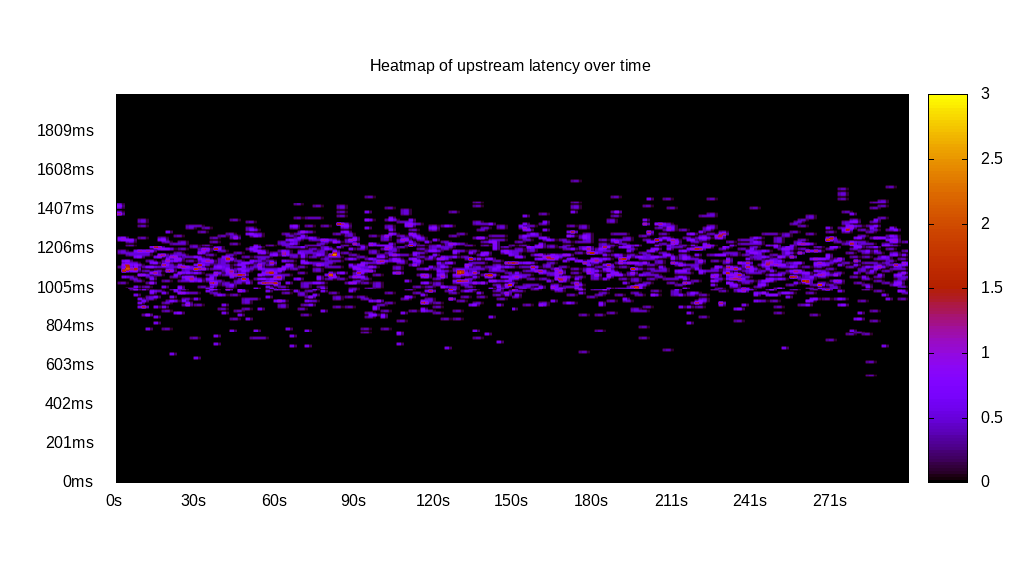 Heatmap of upstream latency over time
1809ms
1608ms
1407ms
1206ms
1005ms
804ms
603ms
402ms
201ms
0ms
0s 30s 60s 90s 120s 150s 180s 211s 241s 271s
3
2.5
2
1.5
1
0.5
0